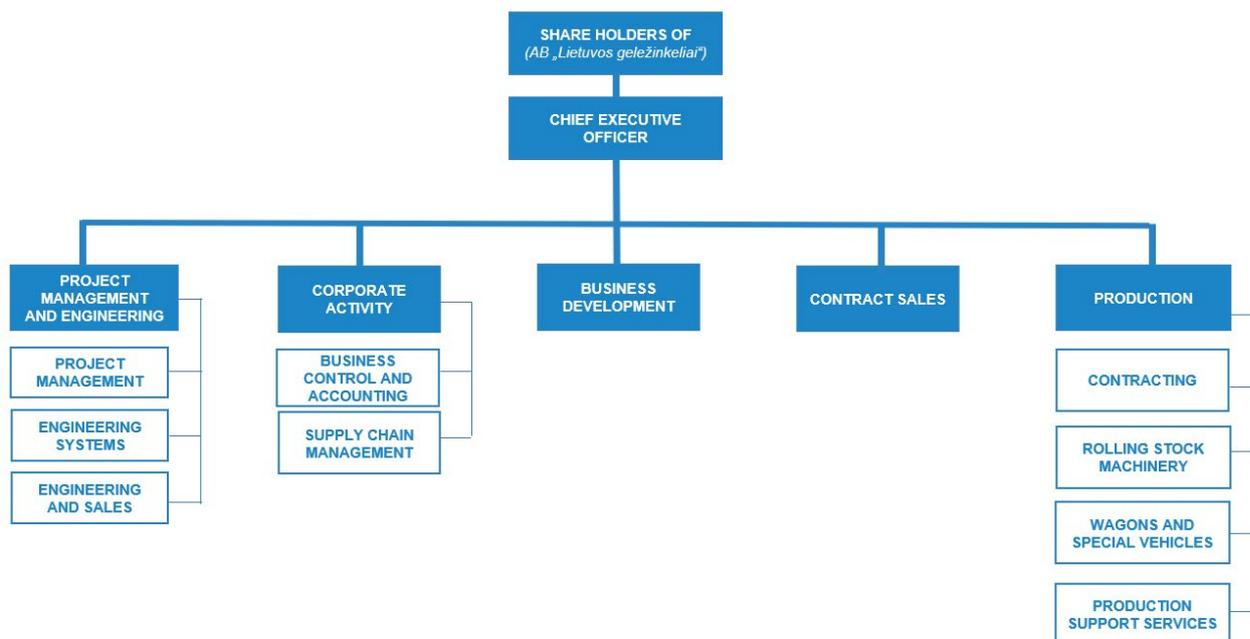 SHARE HOLDERS OF
(AB „Lietuvos geležinkeliai“)
CHIEF EXECUTIVE
OFFICER
PROJECT
MANAGEMENT
AND ENGINEERING
PROJECT
MANAGEMENT
ENGINEERING
SYSTEMS
ENGINEERING
AND SALES
CORPORATE
ACTIVITY
BUSINESS
CONTROL AND
ACCOUNTING
SUPPLY CHAIN
MANAGEMENT
BUSINESS
DEVELOPMENT
CONTRACT SALES
PRODUCTION
CONTRACTING
ROLLING STOCK
MACHINERY
WAGONS AND
SPECIAL VEHICLES
PRODUCTION
SUPPORT SERVICES